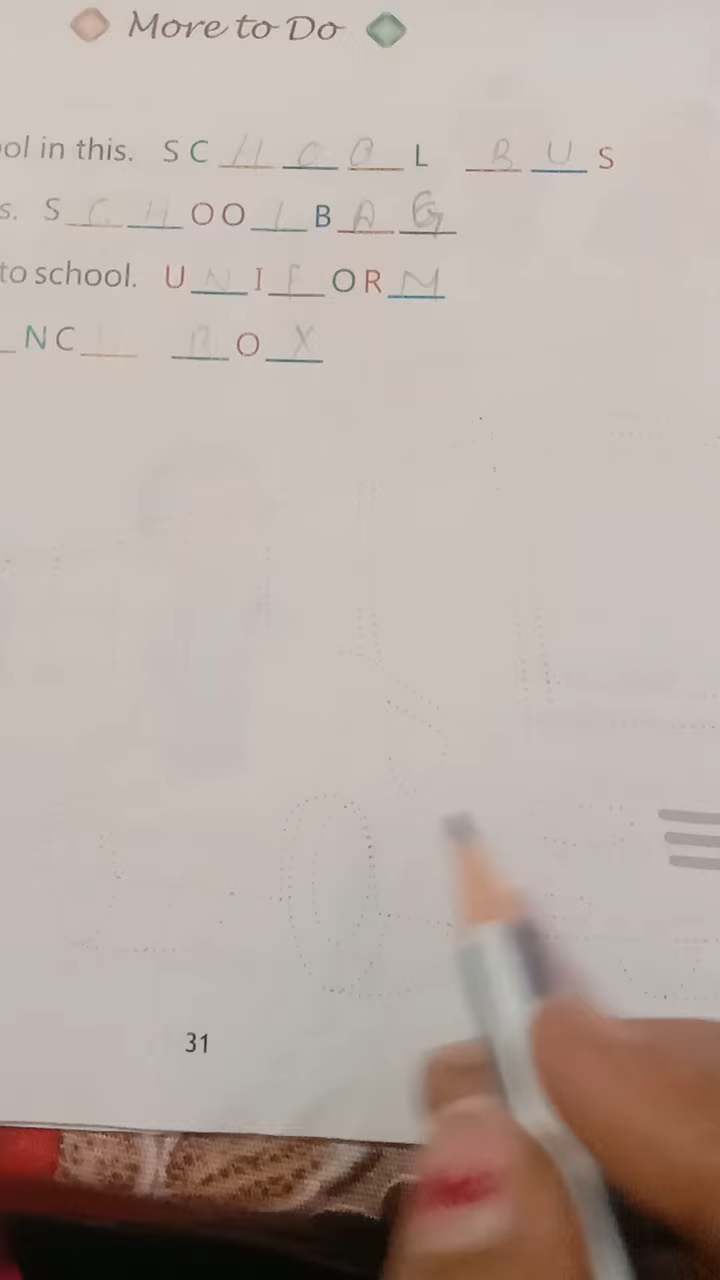 More to Do
ol in this. S C H O O L B U S
s. S C H O O L B A G
to school. U N I F O R M
N C H B O X
31